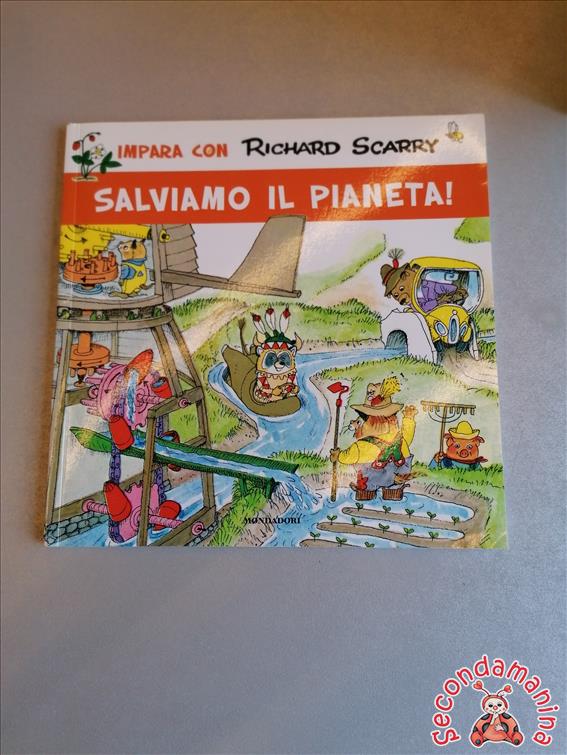 IMPARA CON RICHARD SCARRY
SALVIAMO IL PIANETA!
MONDADORI
Secondamanina